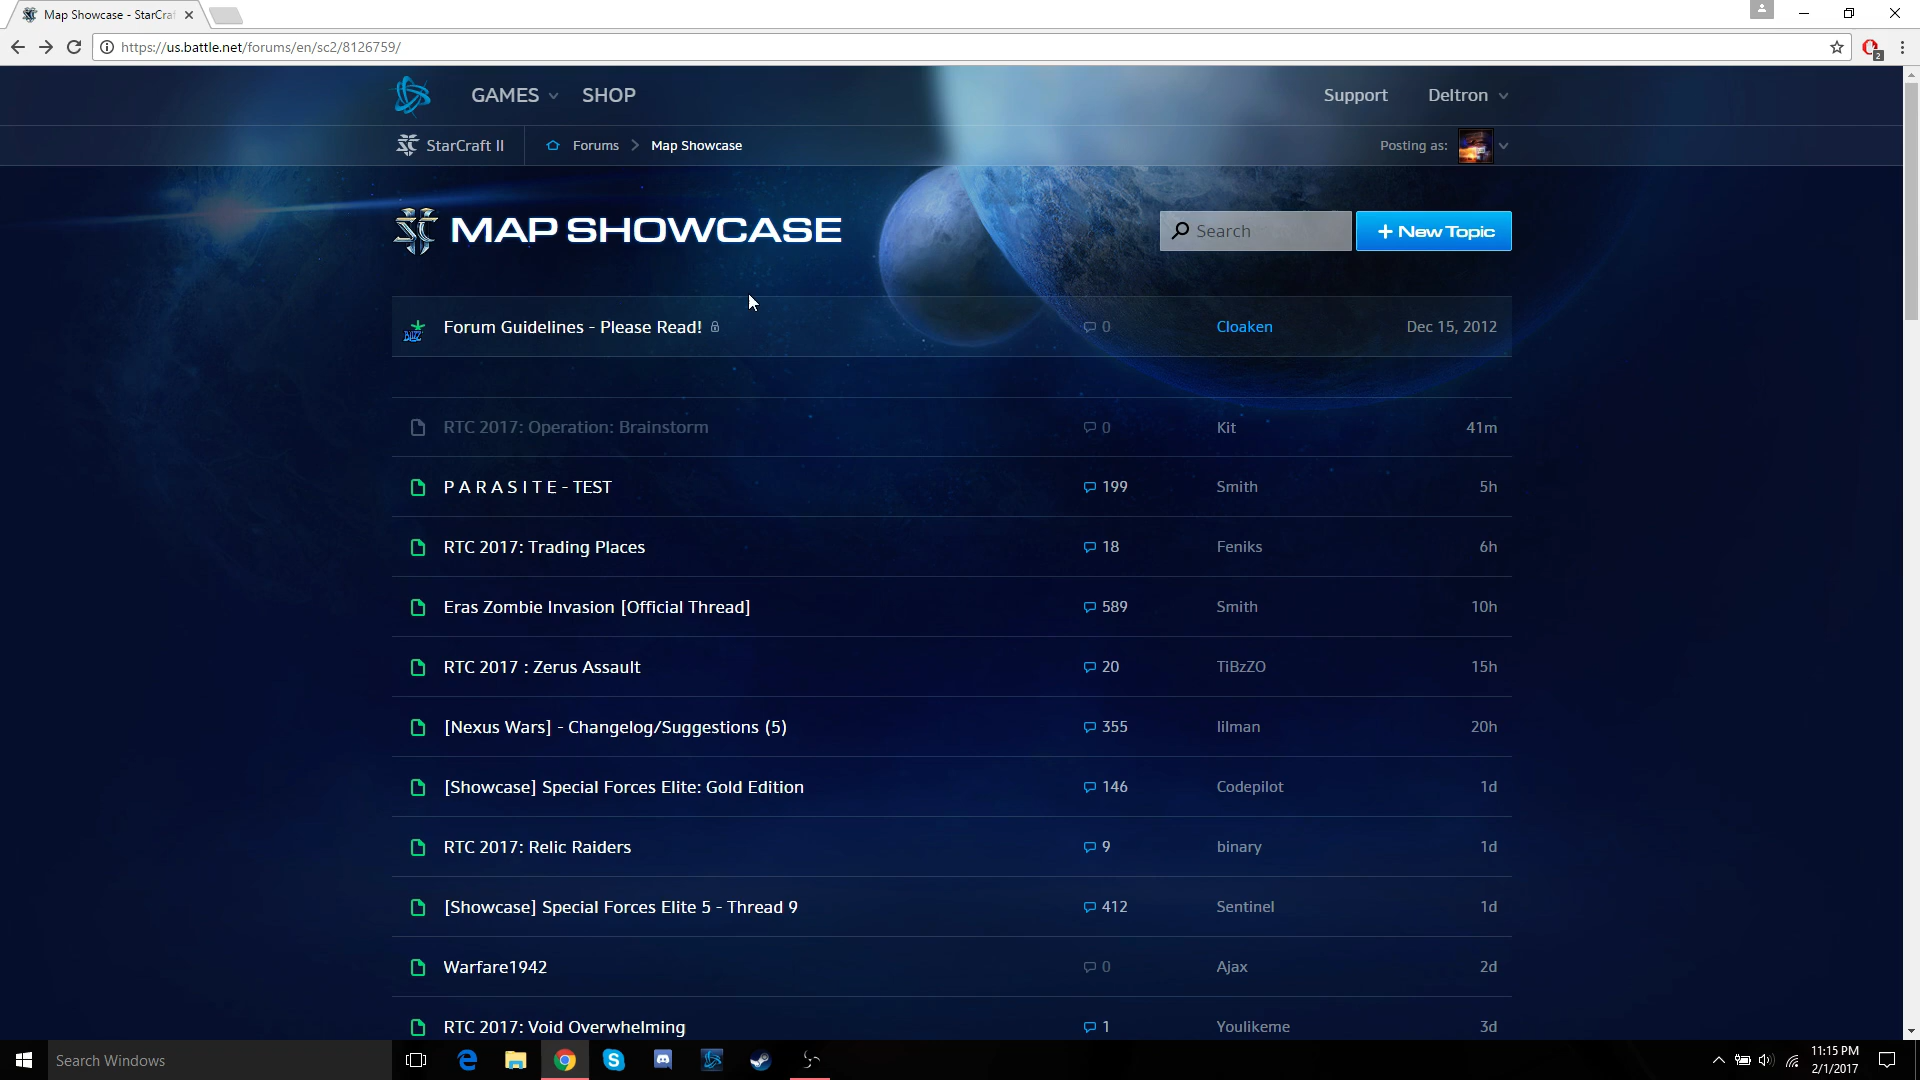 Map Showcase - StarCra
https://us.battle.net/forums/en/sc2/8126759/
2
GAMES SHOP Support Deltron
StarCraft II Forums Map Showcase Posting as:
MAP SHOWCASE Search + New Topic
Forum Guidelines - Please Read! 0 Cloaken Dec 15, 2012
RTC 2017: Operation: Brainstorm 0 Kit 41m
P A R A S I T E - TEST 199 Smith 5h
RTC 2017: Trading Places 18 Feniks 6h
Eras Zombie Invasion [Official Thread] 589 Smith 10h
RTC 2017 : Zerus Assault 20 TiBzZO 15h
[Nexus Wars] - Changelog/Suggestions (5) 355 lilman 20h
[Showcase] Special Forces Elite: Gold Edition 146 Codepilot 1d
RTC 2017: Relic Raiders 9 binary 1d
[Showcase] Special Forces Elite 5 - Thread 9 412 Sentinel 1d
Warfare1942 0 Ajax 2d
RTC 2017: Void Overwhelming 1 Youlikeme 3d
Search Windows 11:15 PM
2/1/2017